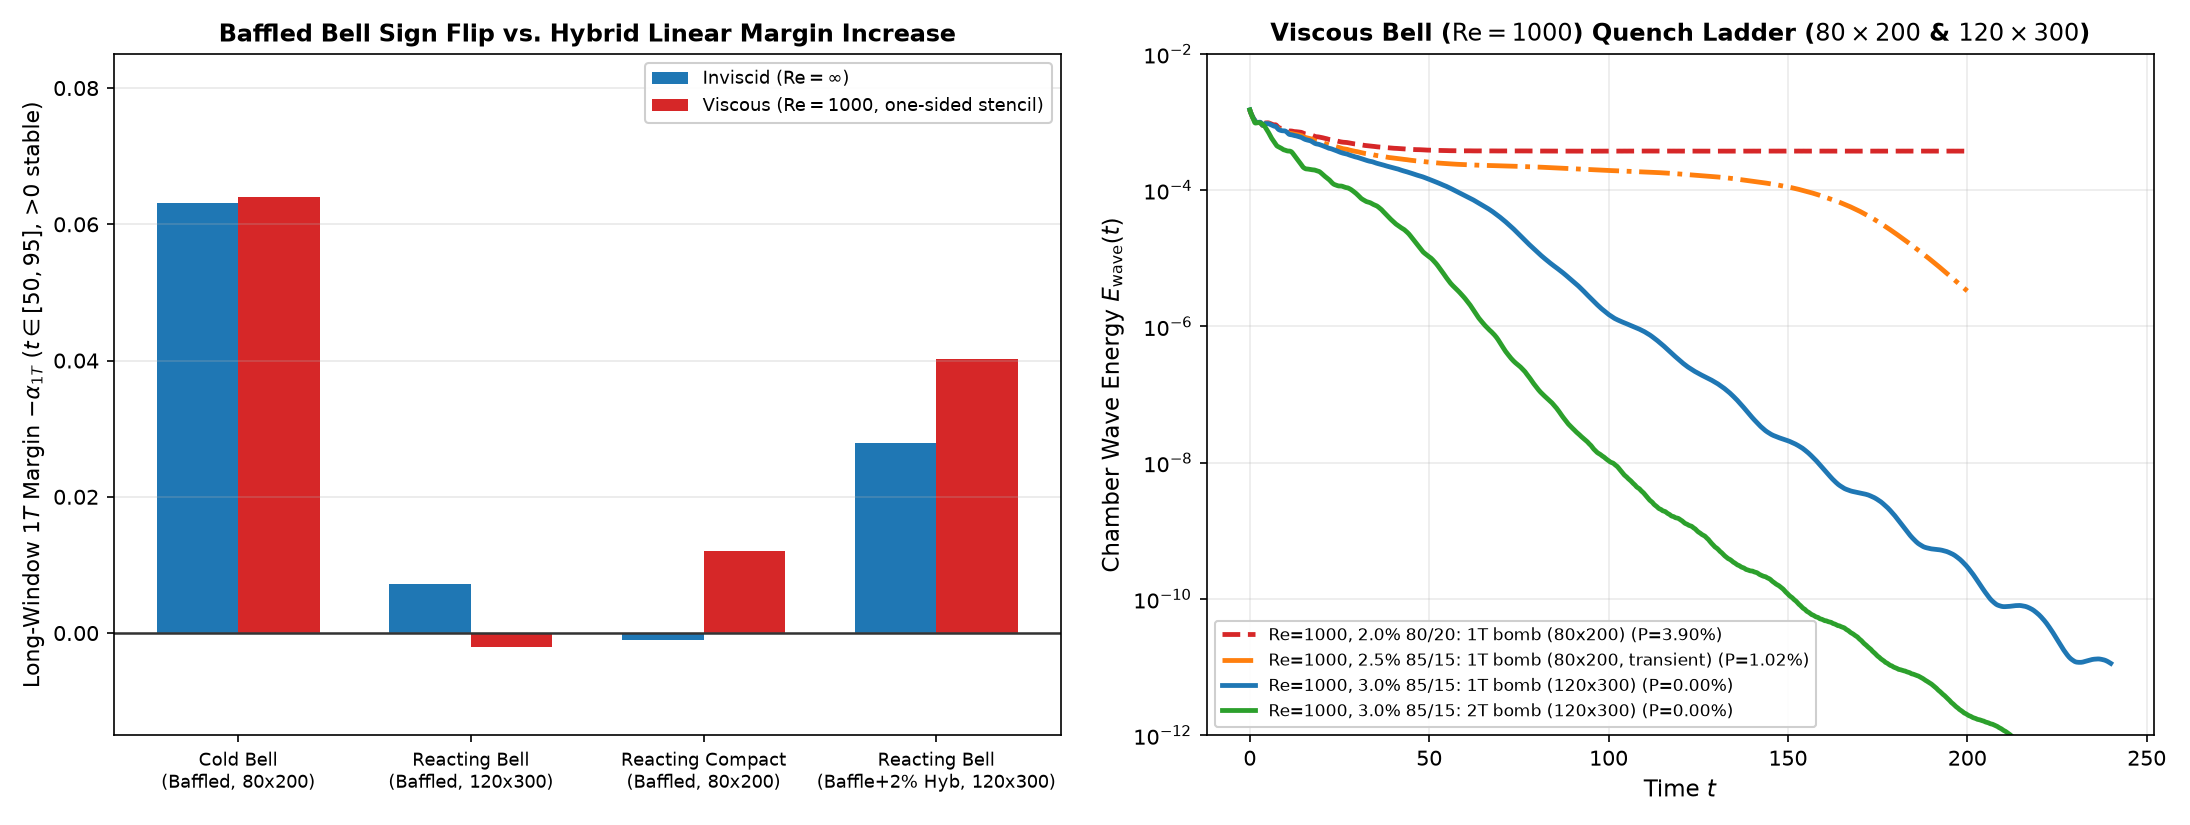 Baffled Bell Sign Flip vs. Hybrid Linear Margin Increase
Long-Window 1T Margin −α1T (t ∈ [50, 95], >0 stable)
0.08
0.06
0.04
0.02
0.00
Inviscid (Re = ∞)
Viscous (Re = 1000, one-sided stencil)
Cold Bell
(Baffled, 80x200)
Reacting Bell
(Baffled, 120x300)
Reacting Compact
(Baffled, 80x200)
Reacting Bell
(Baffle+2% Hyb, 120x300)
Viscous Bell (Re = 1000) Quench Ladder (80 × 200 & 120 × 300)
Chamber Wave Energy Ewave(t)
10⁻²
10⁻⁴
10⁻⁶
10⁻⁸
10⁻¹⁰
10⁻¹²
Re=1000, 2.0% 80/20: 1T bomb (80x200) (P=3.90%)
Re=1000, 2.5% 85/15: 1T bomb (80x200, transient) (P=1.02%)
Re=1000, 3.0% 85/15: 1T bomb (120x300) (P=0.00%)
Re=1000, 3.0% 85/15: 2T bomb (120x300) (P=0.00%)
0
50
100
150
200
250
Time t